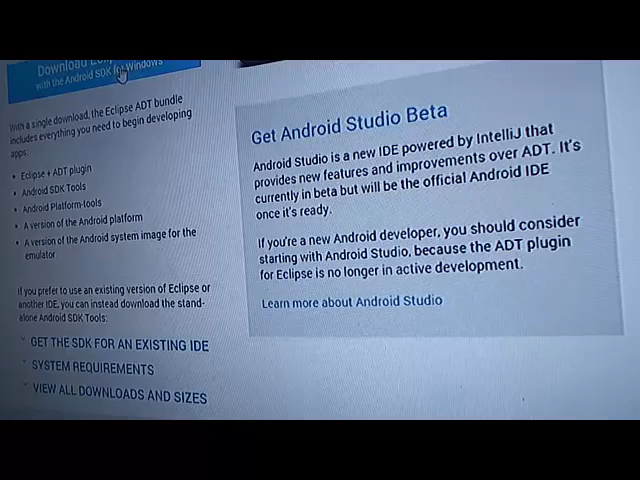 Download
with the Android SDK for Windows
With a single download, the Eclipse ADT bundle
includes everything you need to begin developing
apps:
• Eclipse + ADT plugin
• Android SDK Tools
• Android Platform-tools
• A version of the Android platform
• A version of the Android system image for the
emulator
If you prefer to use an existing version of Eclipse or
another IDE, you can instead download the stand-
alone Android SDK Tools:
GET THE SDK FOR AN EXISTING IDE
SYSTEM REQUIREMENTS
VIEW ALL DOWNLOADS AND SIZES
Get Android Studio Beta
Android Studio is a new IDE powered by IntelliJ that
provides new features and improvements over ADT. It's
currently in beta but will be the official Android IDE
once it's ready.
If you're a new Android developer, you should consider
starting with Android Studio, because the ADT plugin
for Eclipse is no longer in active development.
Learn more about Android Studio